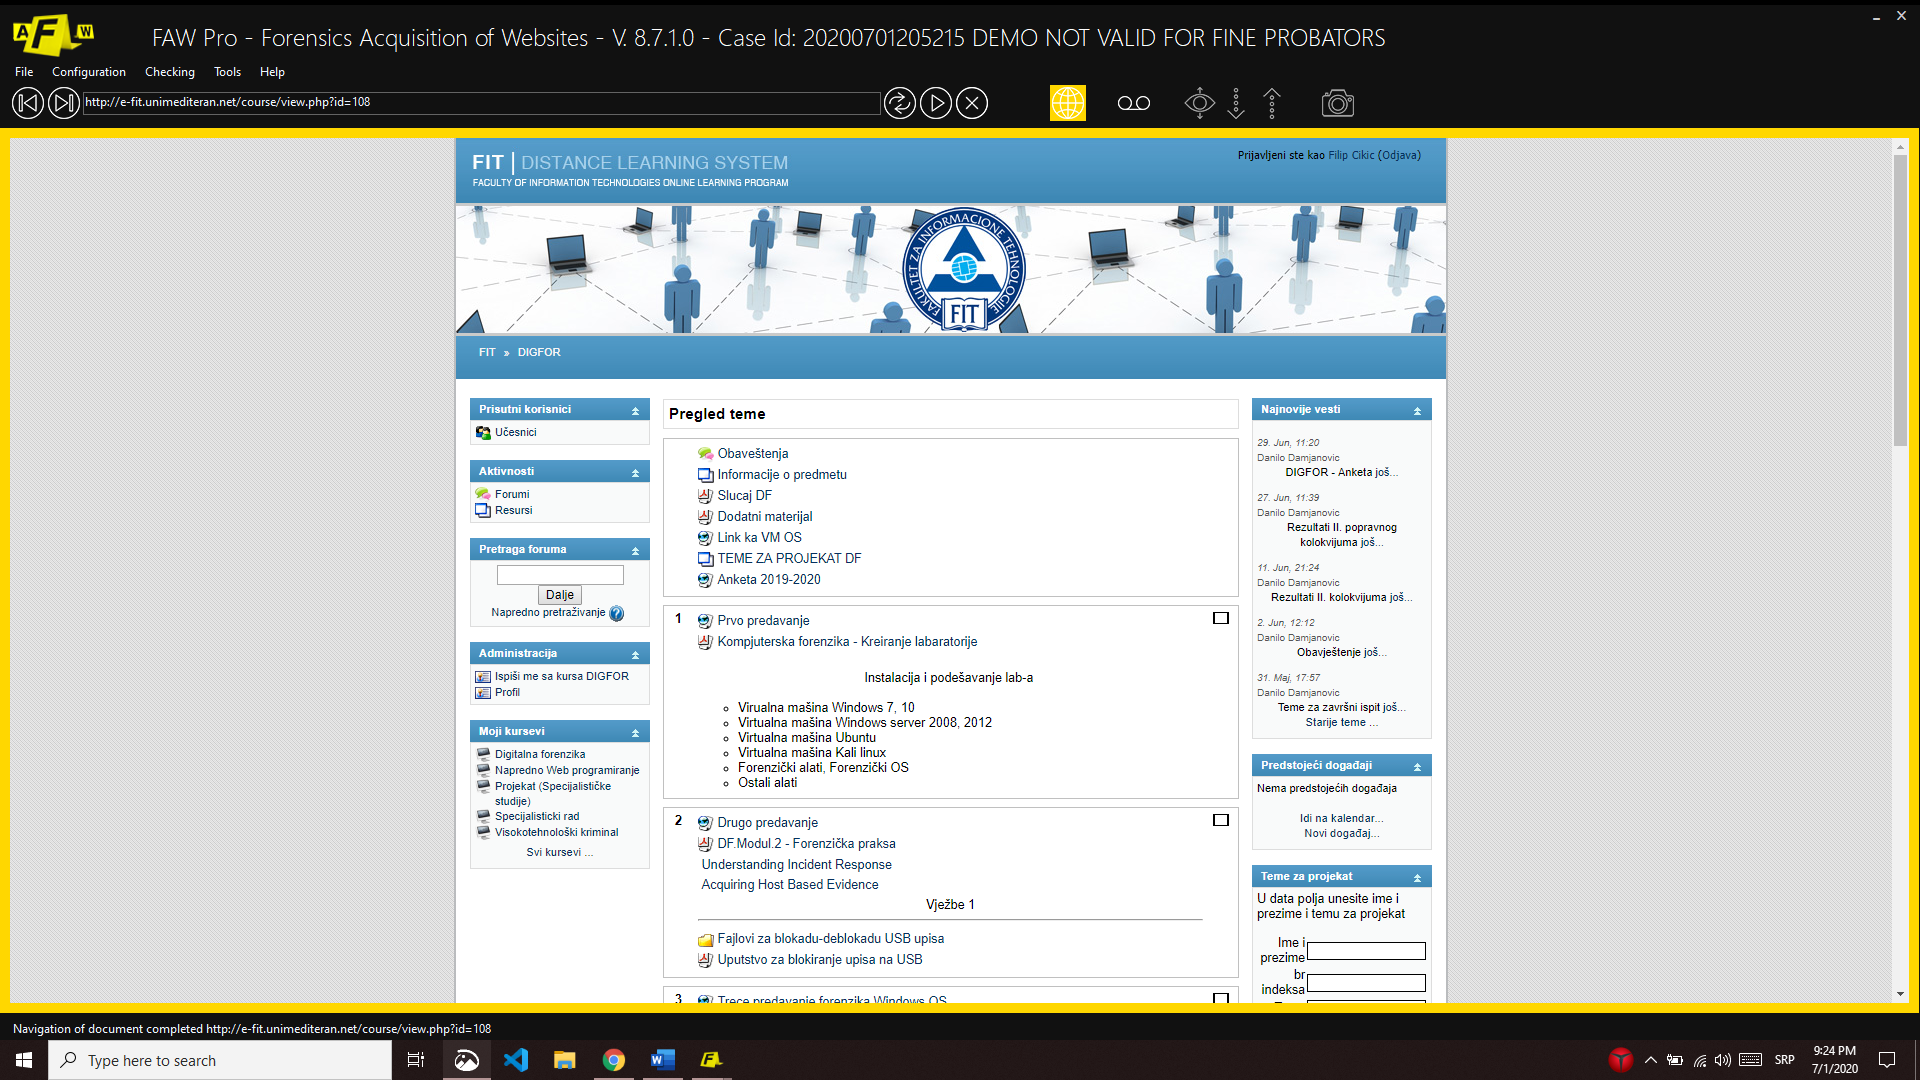 FAW Pro - Forensics Acquisition of Websites - V. 8.7.1.0 - Case Id: 20200701205215 DEMO NOT VALID FOR FINE PROBATORS
File Configuration Checking Tools Help
http://e-fit.unimediteran.net/course/view.php?id=108
FIT | DISTANCE LEARNING SYSTEM
FACULTY OF INFORMATION TECHNOLOGIES ONLINE LEARNING PROGRAM
Prijavljeni ste kao Filip Cikic (Odjava)
FAKULTET ZA INFORMACIONE TEHNOLOGIJE
FIT
FIT » DIGFOR
Prisutni korisnici
Učesnici
Aktivnosti
Forumi
Resursi
Pretraga foruma
Dalje
Napredno pretraživanje
Administracija
Ispiši me sa kursa DIGFOR
Profil
Moji kursevi
Digitalna forenzika
Napredno Web programiranje
Projekat (Specijalističke
studije)
Specijalisticki rad
Visokotehnološki kriminal
Svi kursevi ...
Pregled teme
Obaveštenja
Informacije o predmetu
Slucaj DF
Dodatni materijal
Link ka VM OS
TEME ZA PROJEKAT DF
Anketa 2019-2020
1 Prvo predavanje
Kompjuterska forenzika - Kreiranje labaratorije
Instalacija i podešavanje lab-a
Virualna mašina Windows 7, 10
Virtualna mašina Windows server 2008, 2012
Virtualna mašina Ubuntu
Virtualna mašina Kali linux
Forenzički alati, Forenzički OS
Ostali alati
2 Drugo predavanje
DF.Modul.2 - Forenzička praksa
Understanding Incident Response
Acquiring Host Based Evidence
Vježbe 1
Fajlovi za blokadu-deblokadu USB upisa
Uputstvo za blokiranje upisa na USB
3 Trece predavanje forenzika Windows OS
Najnovije vesti
29. Jun, 11:20
Danilo Damjanovic
DIGFOR - Anketa još...
27. Jun, 11:39
Danilo Damjanovic
Rezultati II. popravnog
kolokvijuma još...
11. Jun, 21:24
Danilo Damjanovic
Rezultati II. kolokvijuma još...
2. Jun, 12:12
Danilo Damjanovic
Obavještenje još...
31. Maj, 17:57
Danilo Damjanovic
Teme za završni ispit još...
Starije teme ...
Predstojeći događaji
Nema predstojećih događaja
Idi na kalendar...
Novi događaj...
Teme za projekat
U data polja unesite ime i
prezime i temu za projekat
Ime i
prezime
br
indeksa
Navigation of document completed http://e-fit.unimediteran.net/course/view.php?id=108
Type here to search
SRP
9:24 PM
7/1/2020